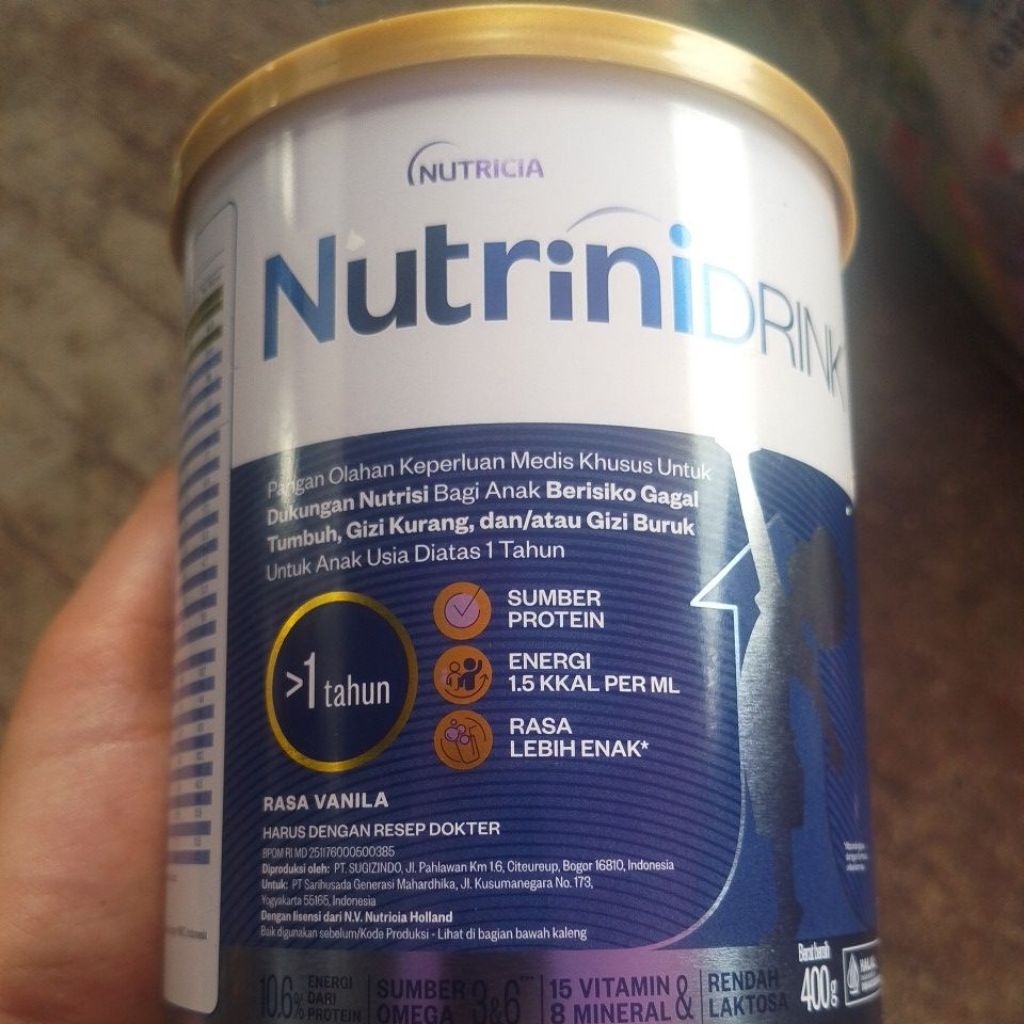 NUTRICIA
NutriniDRINK
Pangan Olahan Keperluan Medis Khusus Untuk
Dukungan Nutrisi Bagi Anak Berisiko Gagal
Tumbuh, Gizi Kurang, dan/atau Gizi Buruk
Untuk Anak Usia Diatas 1 Tahun
>1 tahun
SUMBER
PROTEIN
ENERGI
1.5 KKAL PER ML
RASA
LEBIH ENAK*
RASA VANILA
HARUS DENGAN RESEP DOKTER
BPOM RI MD 251176000500385
Diproduksi oleh: PT. SUGIZINDO, Jl. Pahlawan Km 1.6, Citeureup, Bogor 16810, Indonesia
Untuk: PT Sarihusada Generasi Mahardhika, Jl. Kusumanegara No. 173,
Yogyakarta 55165, Indonesia
Dengan lisensi dari N.V. Nutricia Holland
Baik digunakan sebelum/Kode Produksi - Lihat di bagian bawah kaleng
10.6% ENERGI DARI PROTEIN
SUMBER OMEGA 3&6***
15 VITAMIN & 8 MINERAL
RENDAH LAKTOSA
Berat bersih
400g
HALAL